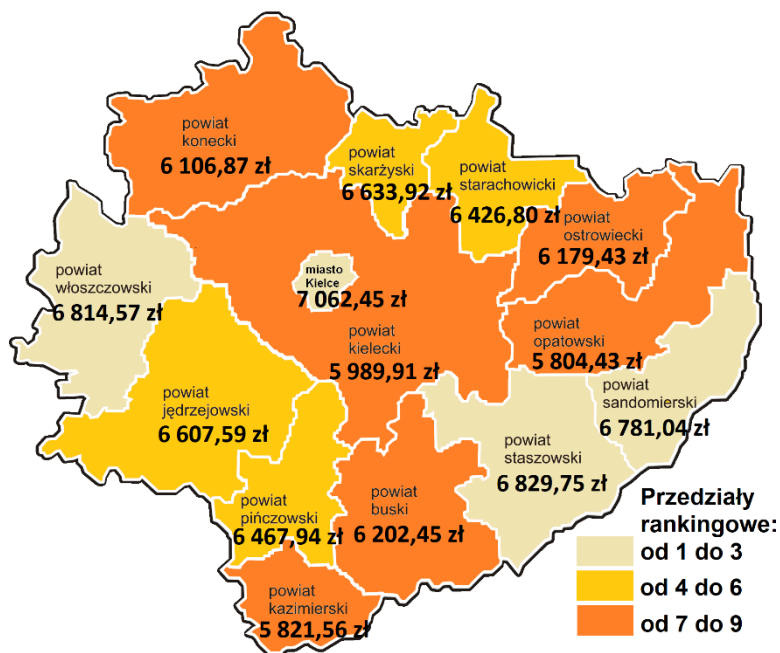 powiat
konecki
6 106,87 zł
powiat
skarżyski
6 633,92 zł
powiat
starachowicki
6 426,80 zł
powiat
ostrowiecki
6 179,43 zł
powiat
włoszczowski
6 814,57 zł
miasto
Kielce
7 062,45 zł
powiat
kielecki
5 989,91 zł
powiat
opatowski
5 804,43 zł
powiat
sandomierski
6 781,04 zł
powiat
jędrzejowski
6 607,59 zł
powiat
staszowski
6 829,75 zł
powiat
pińczowski
6 467,94 zł
powiat
buski
6 202,45 zł
powiat
kazimierski
5 821,56 zł
Przedziały
rankingowe:
od 1 do 3
od 4 do 6
od 7 do 9